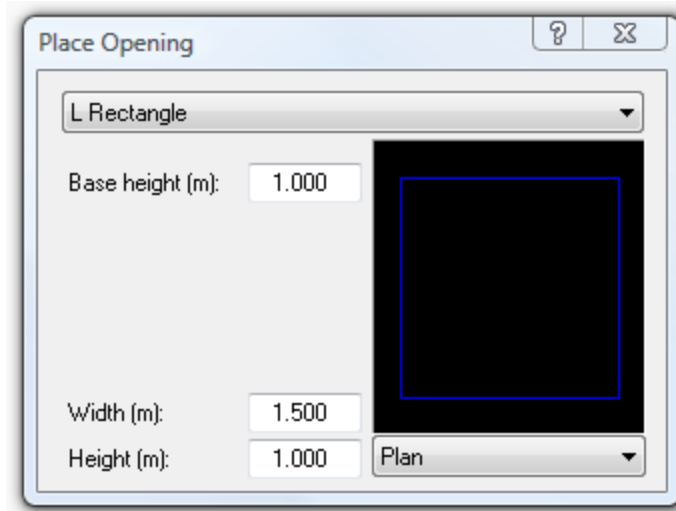 Place Opening
L Rectangle
Base height (m): 1.000
Width (m): 1.500
Height (m): 1.000
Plan